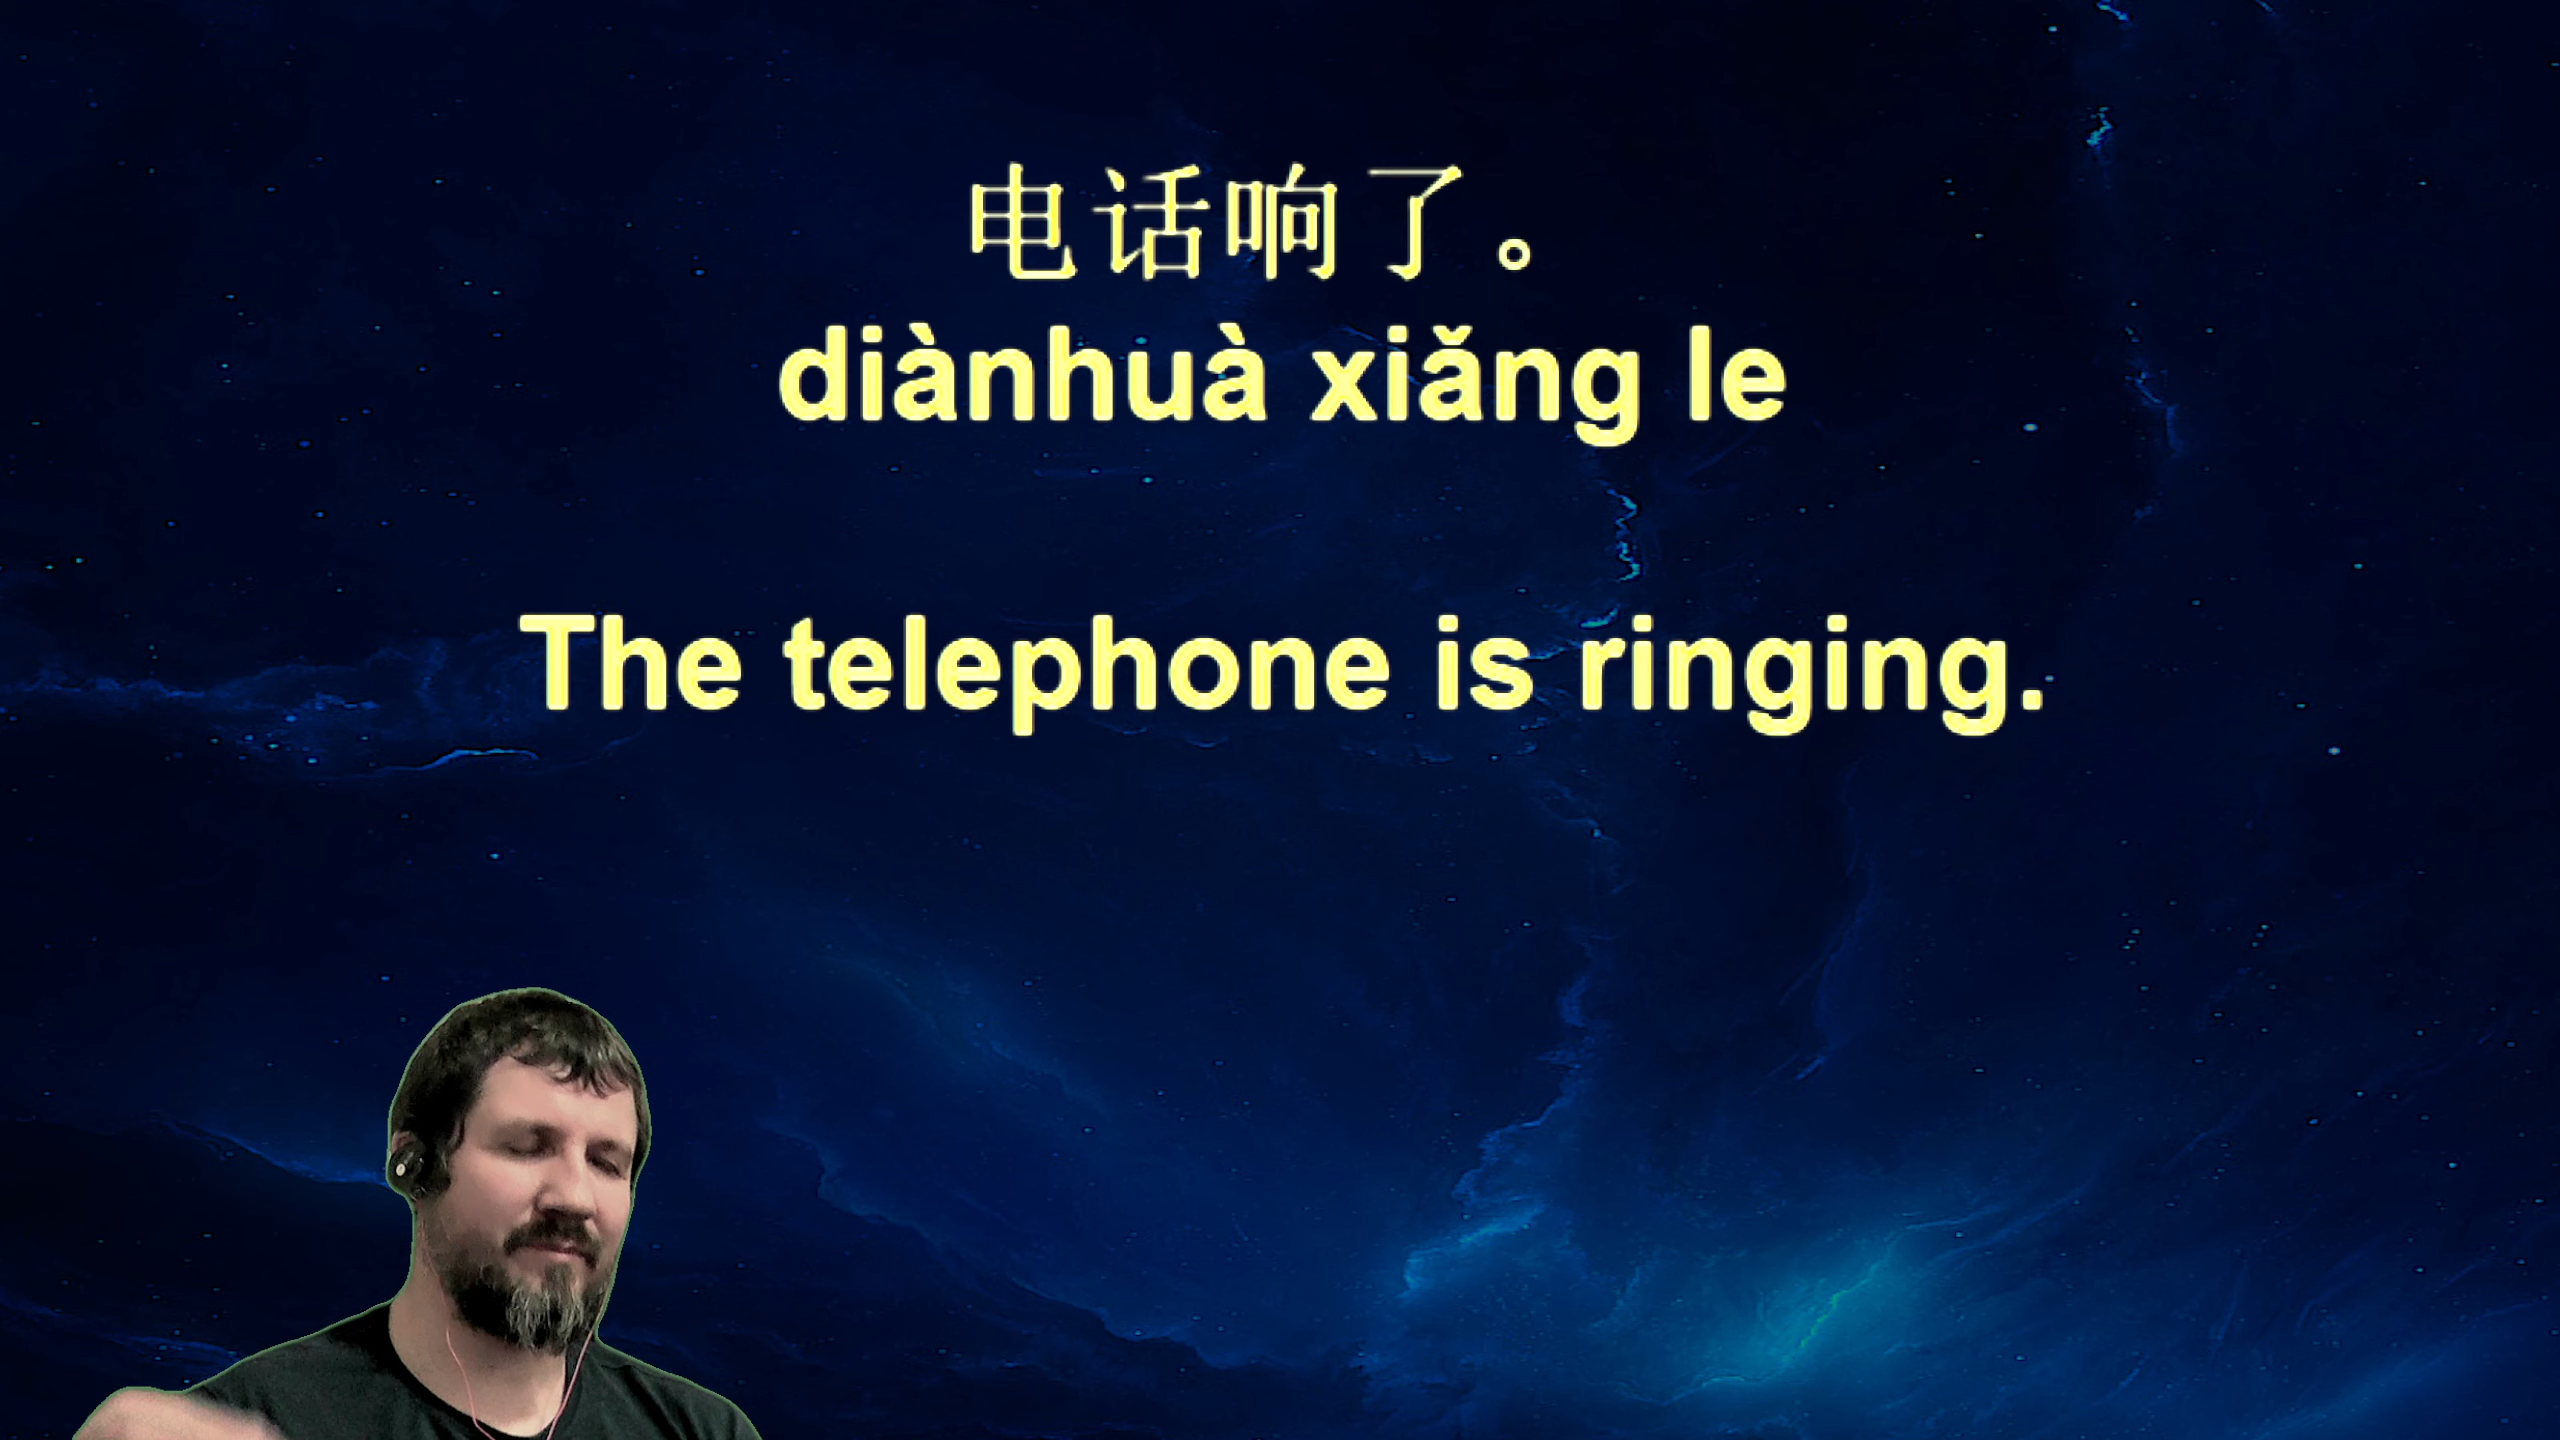 电话响了。
diànhuà xiǎng le
The telephone is ringing.